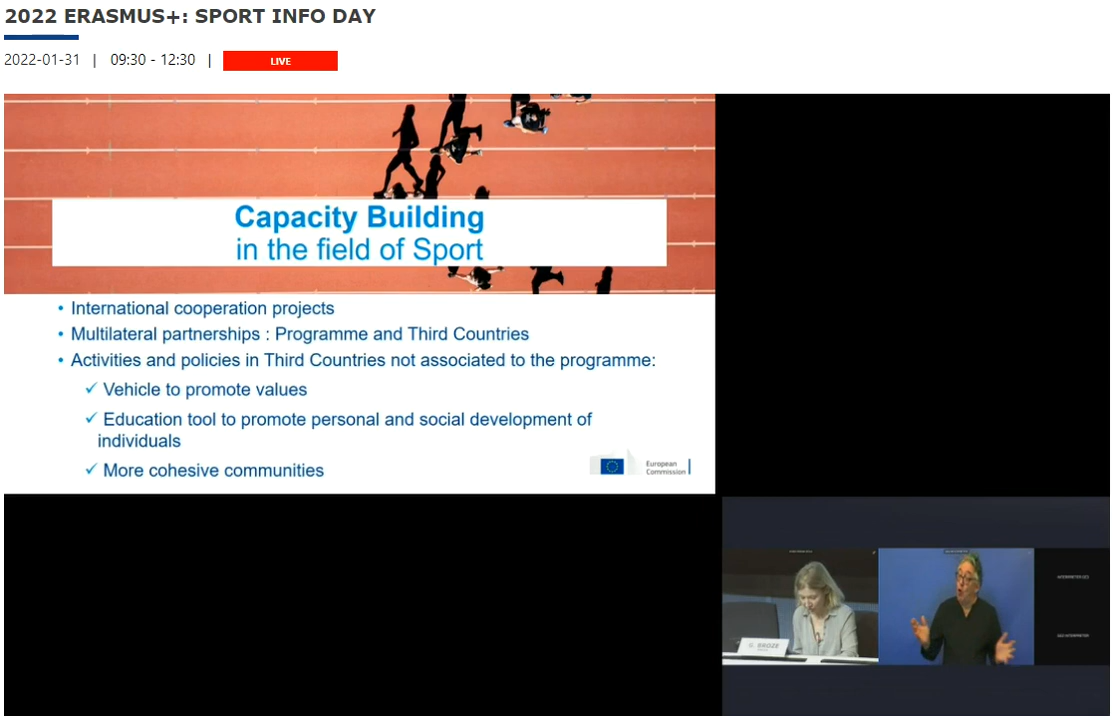 2022 ERASMUS+: SPORT INFO DAY
2022-01-31 | 09:30 - 12:30 | LIVE
Capacity Building
in the field of Sport
• International cooperation projects
• Multilateral partnerships : Programme and Third Countries
• Activities and policies in Third Countries not associated to the programme:
✓ Vehicle to promote values
✓ Education tool to promote personal and social development of
individuals
✓ More cohesive communities
European
Commission
G. BROZE